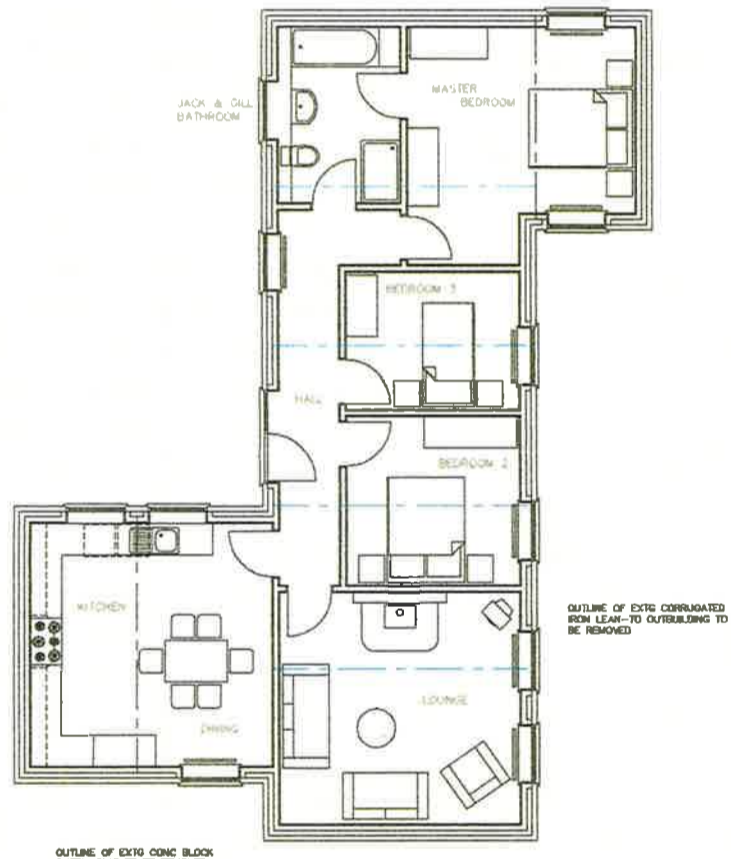 JACK & GILL
BATHROOM
MASTER
BEDROOM
BEDROOM 3
HALL
BEDROOM 2
KITCHEN
DINING
LOUNGE
OUTLINE OF EXTG CORRUGATED
IRON LEAN-TO OUTBUILDING TO
BE REMOVED
OUTLINE OF EXTG CONC BLOCK